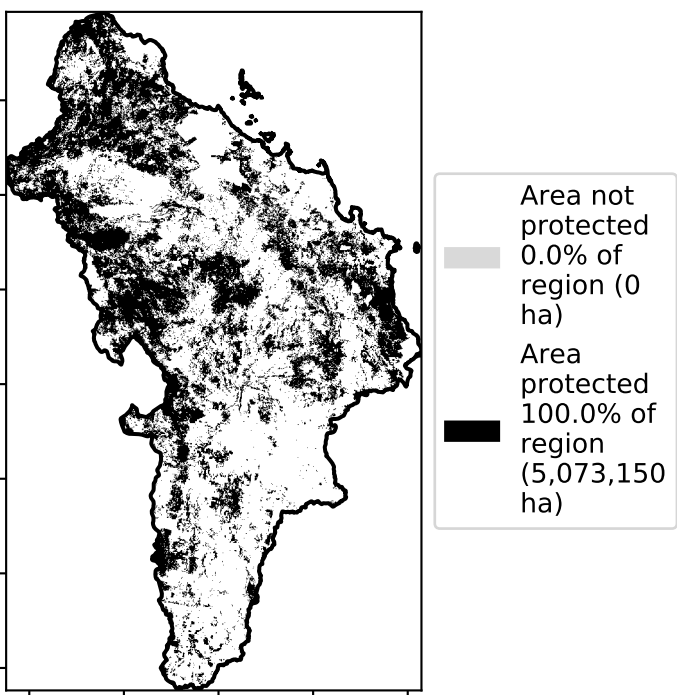 Area not
protected
0.0% of
region (0
ha)
Area
protected
100.0% of
region
(5,073,150
ha)